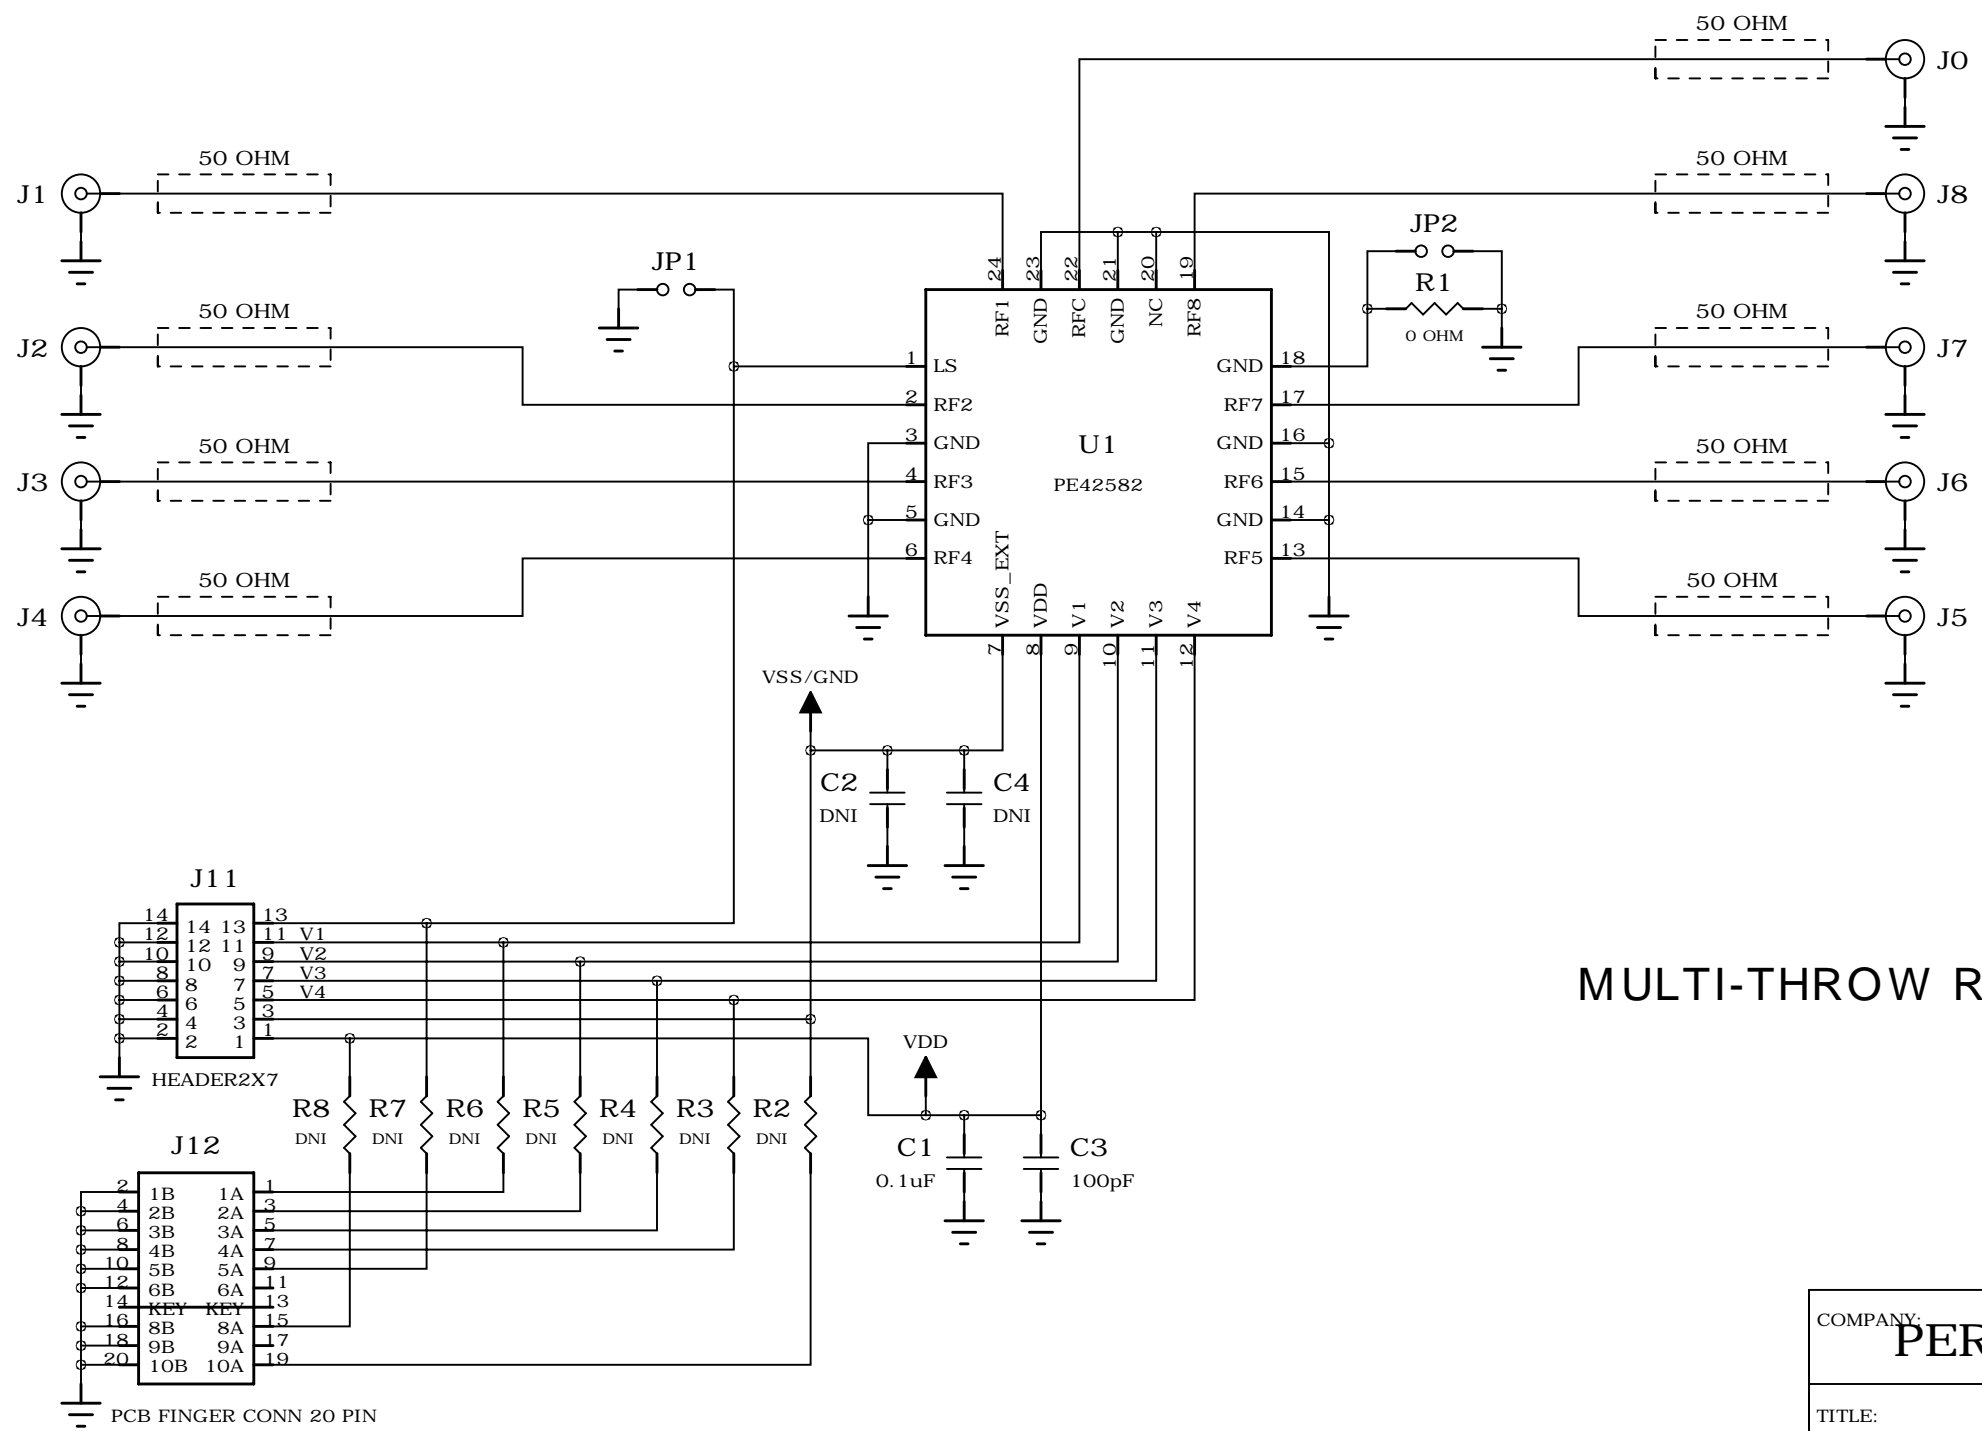 50 OHM
J0
50 OHM
J1
50 OHM
J8
JP2
R1
0 OHM
JP1
24 23 22 21 20 19
RF1 GND RFC GND NC RF8
50 OHM
J2
50 OHM
J7
1 LS
GND 18
2 RF2
RF7 17
3 GND
GND 16
U1
PE42582
50 OHM
J3
50 OHM
J6
4 RF3
RF6 15
5 GND
GND 14
6 RF4
RF5 13
50 OHM
J4
50 OHM
J5
VSS_EXT VDD V1 V2 V3 V4
7 8 9 10 11 12
VSS/GND
C2
DNI
C4
DNI
J11
14 14 13 13
12 12 11 11 V1
10 10 9 9 V2
8 8 7 7 V3
6 6 5 5 V4
4 4 3 3
2 2 1 1
HEADER2X7
MULTI-THROW R
VDD
R8 R7 R6 R5 R4 R3 R2
DNI DNI DNI DNI DNI DNI DNI
C1
0.1uF
C3
100pF
J12
2 1B 1A 1
4 2B 2A 3
6 3B 3A 5
8 4B 4A 7
10 5B 5A 9
12 6B 6A 11
14 KEY KEY 13
16 8B 8A 15
18 9B 9A 17
20 10B 10A 19
PCB FINGER CONN 20 PIN
COMPANY:
PER
TITLE: